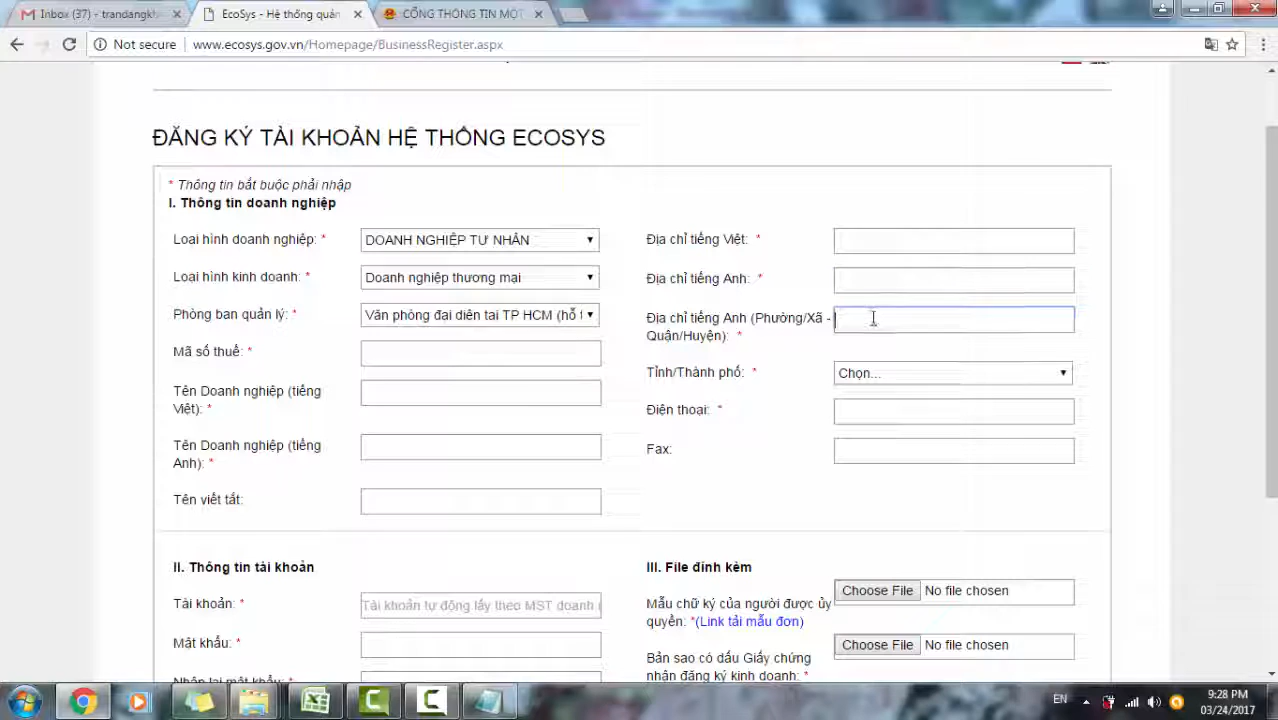 Inbox (37) - trandangkh
EcoSys - Hệ thống quản
CỔNG THÔNG TIN MỘT
Not secure
www.ecosys.gov.vn/Homepage/BusinessRegister.aspx
ĐĂNG KÝ TÀI KHOẢN HỆ THỐNG ECOSYS
* Thông tin bắt buộc phải nhập
I. Thông tin doanh nghiệp
Loại hình doanh nghiệp: *
DOANH NGHIỆP TƯ NHÂN
Địa chỉ tiếng Việt: *
Loại hình kinh doanh: *
Doanh nghiệp thương mại
Địa chỉ tiếng Anh: *
Phòng ban quản lý: *
Văn phòng đại diện tại TP HCM (hỗ t
Địa chỉ tiếng Anh (Phường/Xã -
Quận/Huyện): *
Mã số thuế: *
Tỉnh/Thành phố: *
Chọn...
Tên Doanh nghiệp (tiếng
Việt): *
Điện thoại: *
Tên Doanh nghiệp (tiếng
Anh): *
Fax:
Tên viết tắt:
II. Thông tin tài khoản
III. File đính kèm
Tài khoản: *
Tài khoản tự động lấy theo MST doanh n
Mẫu chữ ký của người được ủy
quyền: *(Link tải mẫu đơn)
Choose File
No file chosen
Mật khẩu: *
Bản sao có dấu Giấy chứng
nhận đăng ký kinh doanh: *
Choose File
No file chosen
Nhập lại mật khẩu: *
EN
9:28 PM
03/24/2017